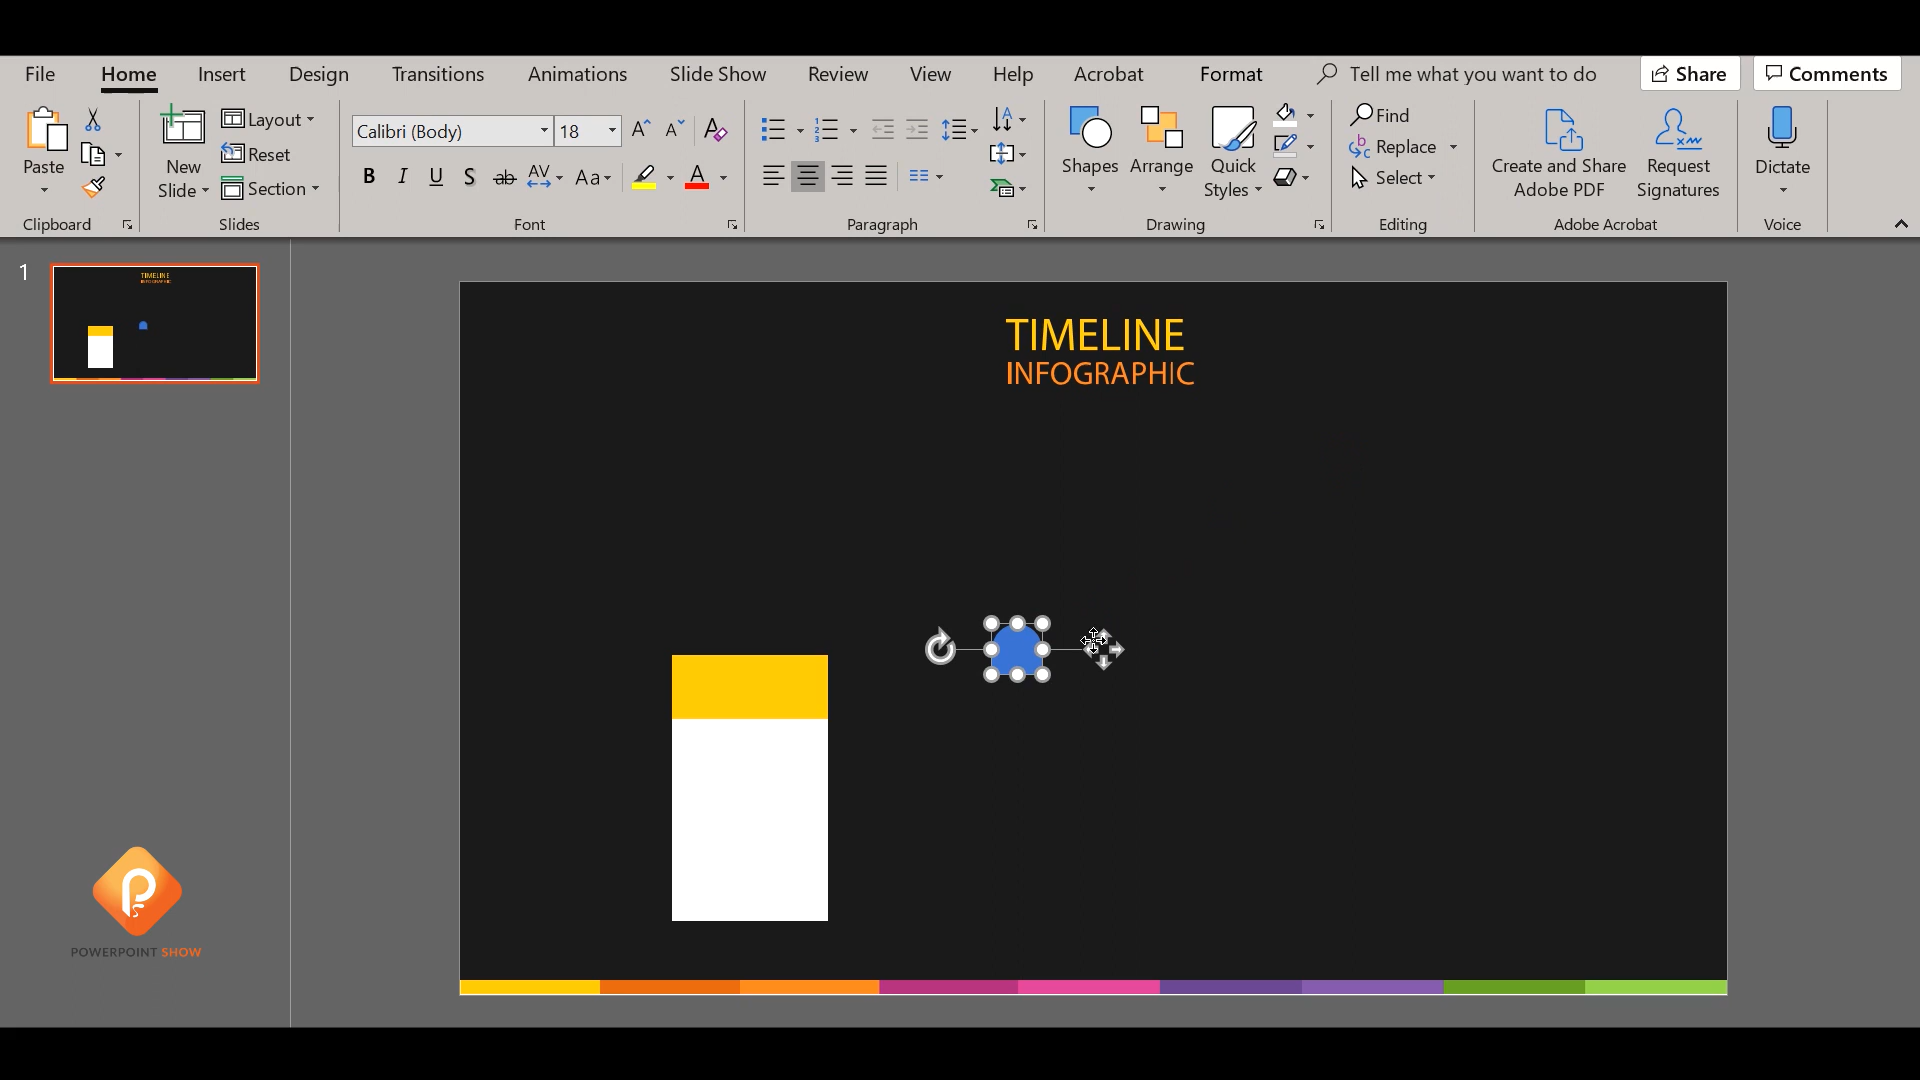 File Home Insert Design Transitions Animations Slide Show Review View Help Acrobat Format Tell me what you want to do Share Comments
Paste
Clipboard
New
Slide
Layout
Reset
Section
Slides
Calibri (Body) 18
B I U S ab AV Aa A
Font
Paragraph
Shapes
Arrange
Quick
Styles
Drawing
Find
Replace
Select
Editing
Create and Share
Adobe PDF
Request
Signatures
Adobe Acrobat
Dictate
Voice
1
TIMELINE
INFOGRAPHIC
TIMELINE
INFOGRAPHIC
POWERPOINT SHOW